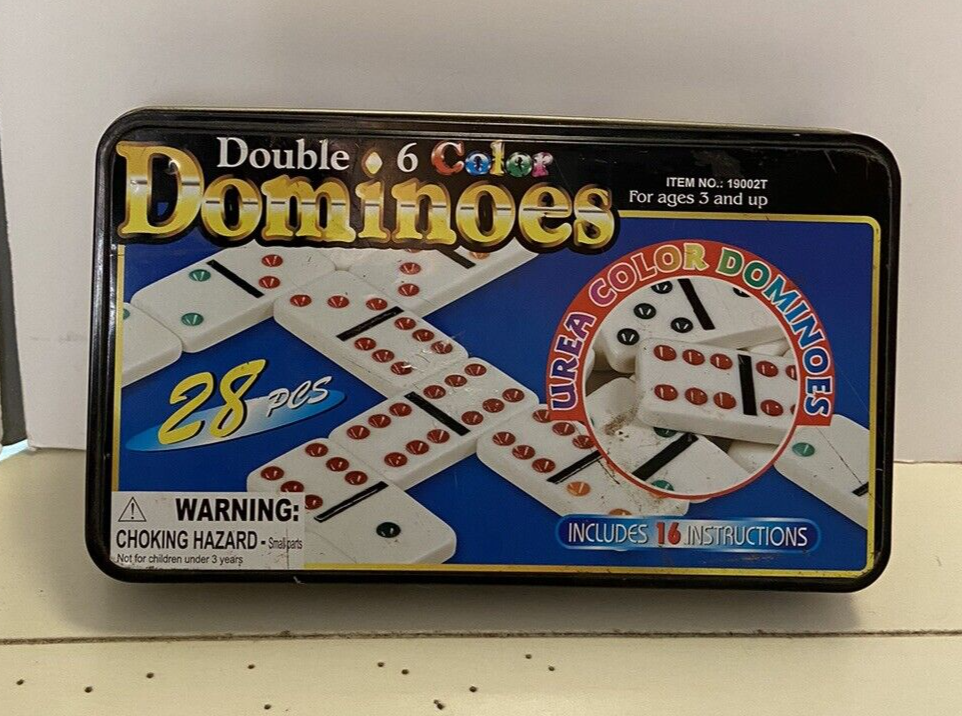 Double 6 Color
Dominoes
ITEM NO.: 19002T
For ages 3 and up
UREA COLOR DOMINOES
28 PCS
WARNING:
CHOKING HAZARD - Small parts
Not for children under 3 years
INCLUDES 16 INSTRUCTIONS